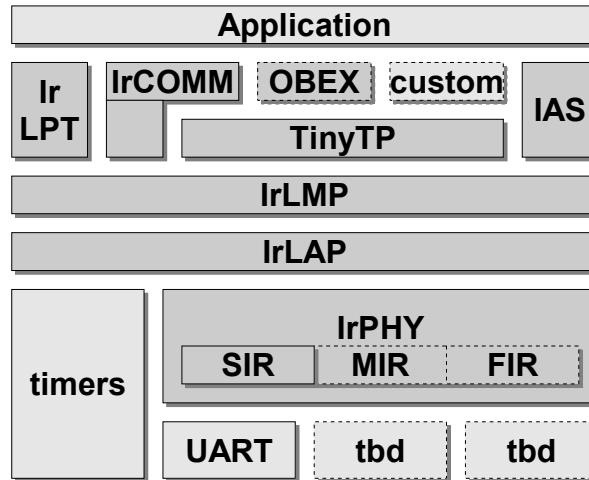 Application
Ir
LPT
IrCOMM
OBEX
custom
IAS
TinyTP
IrLMP
IrLAP
timers
IrPHY
SIR
MIR
FIR
UART
tbd
tbd